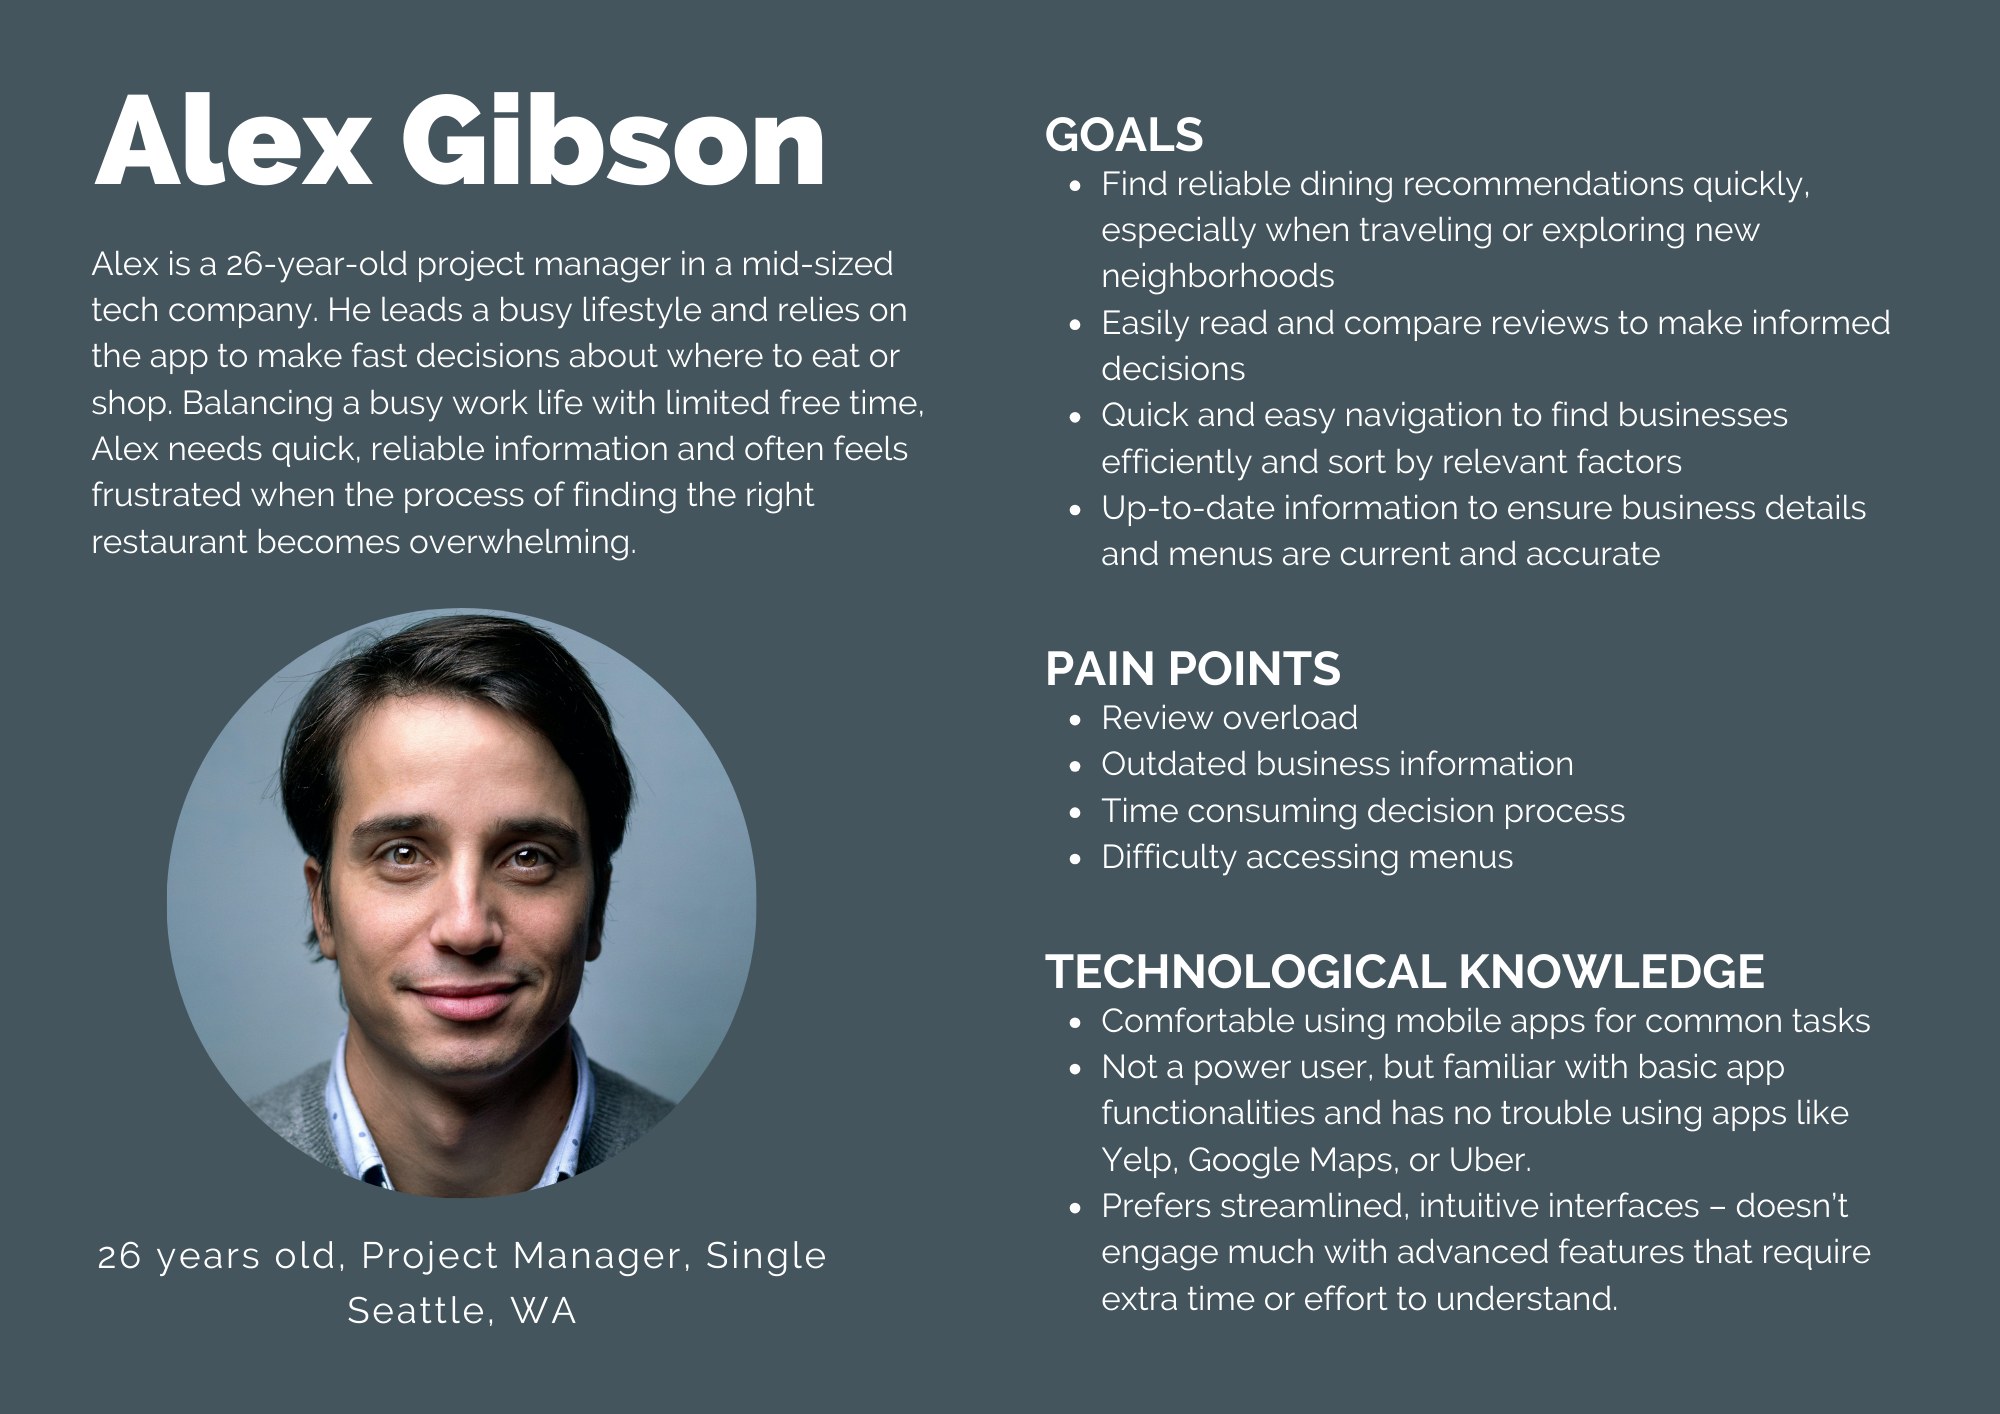 Alex Gibson
Alex is a 26-year-old project manager in a mid-sized
tech company. He leads a busy lifestyle and relies on
the app to make fast decisions about where to eat or
shop. Balancing a busy work life with limited free time,
Alex needs quick, reliable information and often feels
frustrated when the process of finding the right
restaurant becomes overwhelming.
26 years old, Project Manager, Single
Seattle, WA
GOALS
• Find reliable dining recommendations quickly,
especially when traveling or exploring new
neighborhoods
• Easily read and compare reviews to make informed
decisions
• Quick and easy navigation to find businesses
efficiently and sort by relevant factors
• Up-to-date information to ensure business details
and menus are current and accurate
PAIN POINTS
• Review overload
• Outdated business information
• Time consuming decision process
• Difficulty accessing menus
TECHNOLOGICAL KNOWLEDGE
• Comfortable using mobile apps for common tasks
• Not a power user, but familiar with basic app
functionalities and has no trouble using apps like
Yelp, Google Maps, or Uber.
• Prefers streamlined, intuitive interfaces – doesn't
engage much with advanced features that require
extra time or effort to understand.